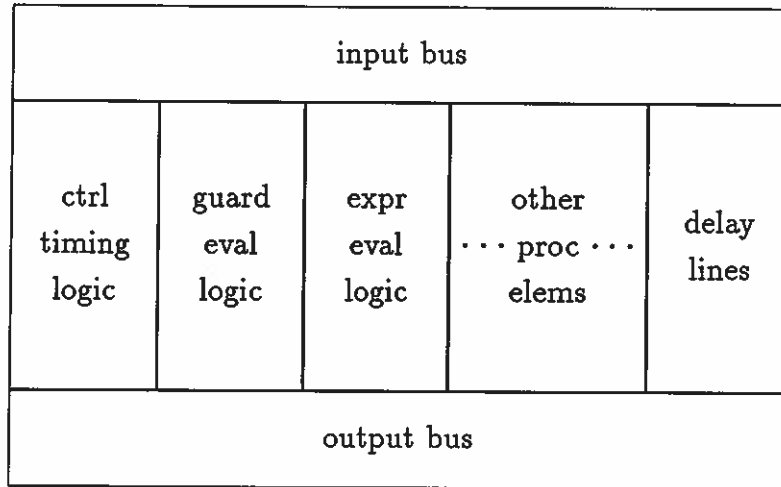 input bus
ctrl
timing
logic
guard
eval
logic
expr
eval
logic
other
··· proc ···
elems
delay
lines
output bus